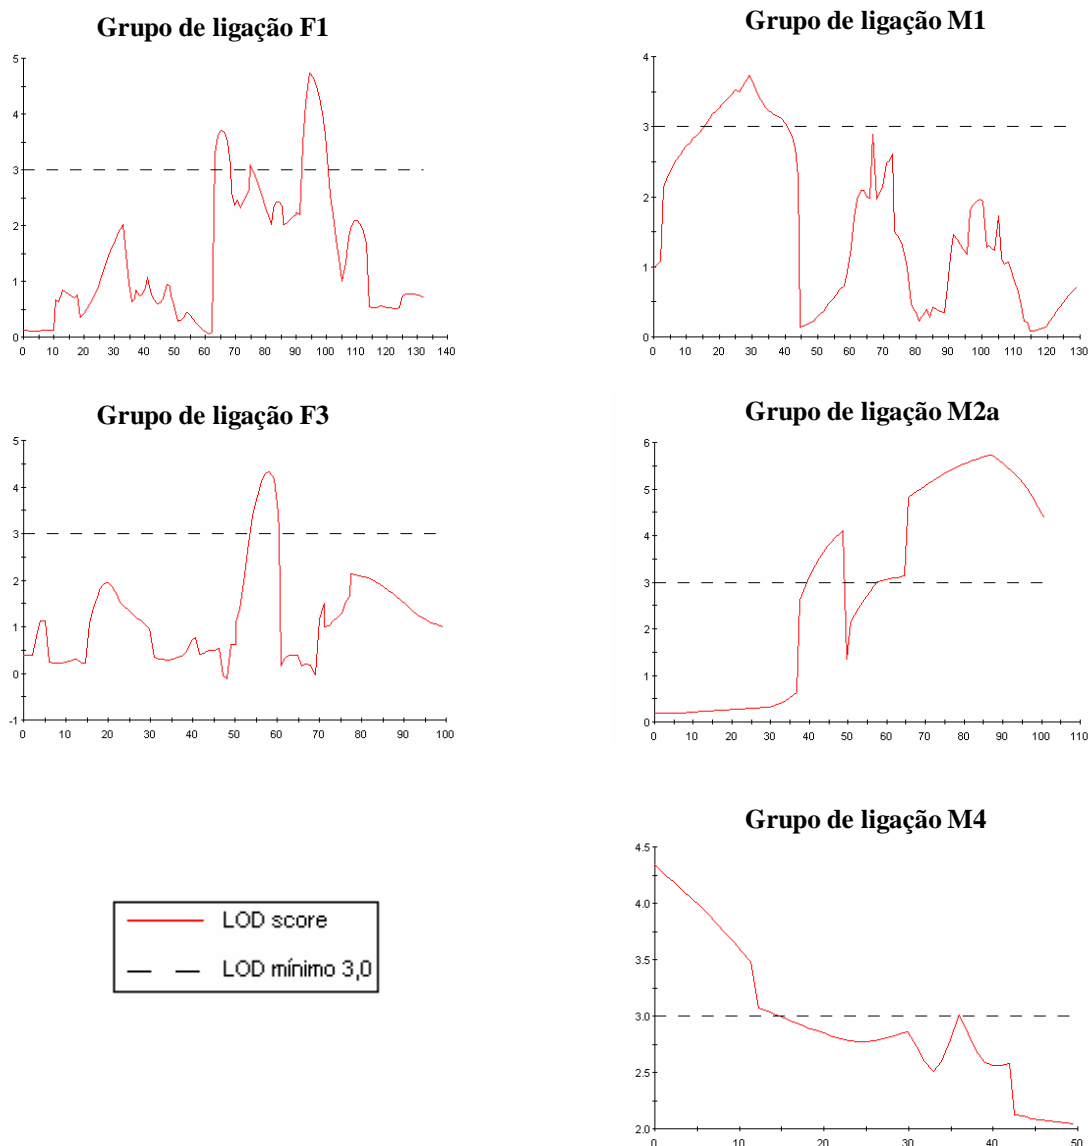 Grupo de ligação F1
5
4
3
2
1
0
0 10 20 30 40 50 60 70 80 90 100 110 120 130 140
Grupo de ligação M1
4
3
2
1
0
0 10 20 30 40 50 60 70 80 90 100 110 120 130
Grupo de ligação F3
5
4
3
2
1
0
-1
0 10 20 30 40 50 60 70 80 90 100
Grupo de ligação M2a
6
5
4
3
2
1
0
0 10 20 30 40 50 60 70 80 90 100 110
LOD score
LOD mínimo 3,0
Grupo de ligação M4
4.5
4.0
3.5
3.0
2.5
2.0
0 10 20 30 40 50